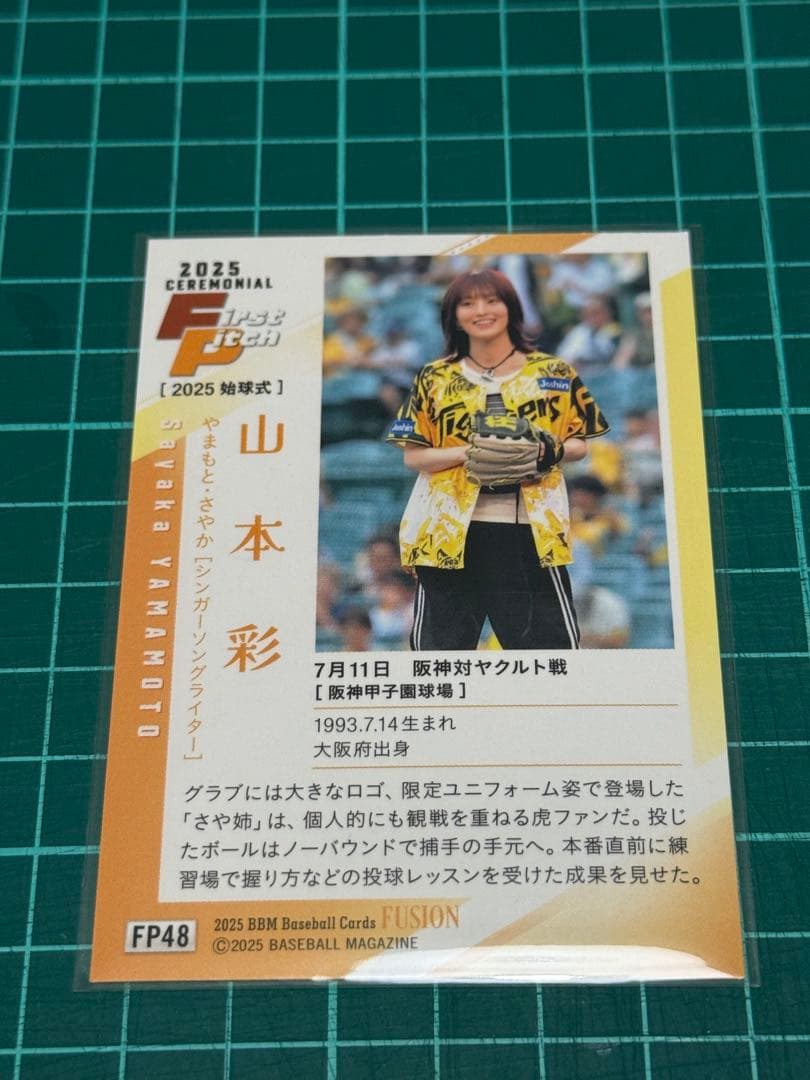 2025
CEREMONIAL
First
Pitch
[ 2025 始球式 ]
山本彩
やまもと・さやか [シンガーソングライター]
Sayaka YAMAMOTO
Joshin
Joshin
Tigers
7月11日　阪神対ヤクルト戦
[ 阪神甲子園球場 ]
1993.7.14生まれ
大阪府出身
グラブには大きなロゴ、限定ユニフォーム姿で登場した
「さや姉」は、個人的にも観戦を重ねる虎ファンだ。投じ
たボールはノーバウンドで捕手の手元へ。本番直前に練
習場で握り方などの投球レッスンを受けた成果を見せた。
FP48
2025 BBM Baseball Cards FUSION
©2025 BASEBALL MAGAZINE